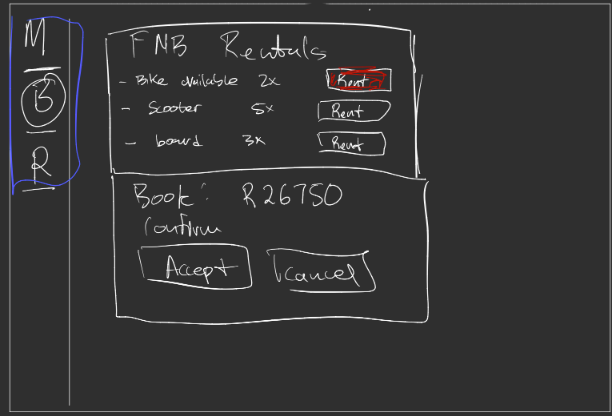 M
B
R
FNB Rentals
- Bike available 2x Rent
- Scooter 5x Rent
- board 3x Rent
Book: R26750
Confirm
Accept Cancel